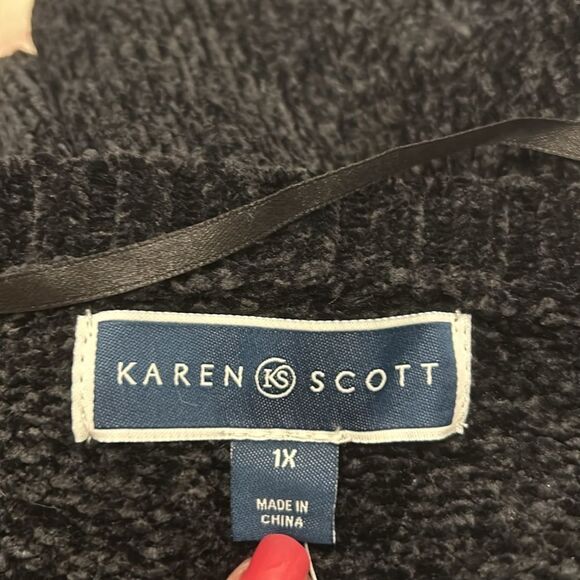 KAREN KS SCOTT
1X
MADE IN
CHINA